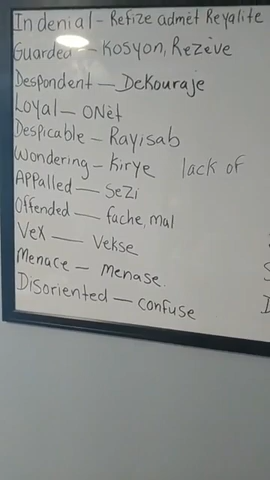 In denial - Refize admèt Reyalite
Guarded - Kosyon, Rezève
Despondent - Dekouraje
Loyal - ONèt
Despicable - Rayisab
Wondering - Kirye lack of
Appalled - Sezi
Offended - fache, mal
Vex - Vekse
Menace - menase.
Disoriented - confuse